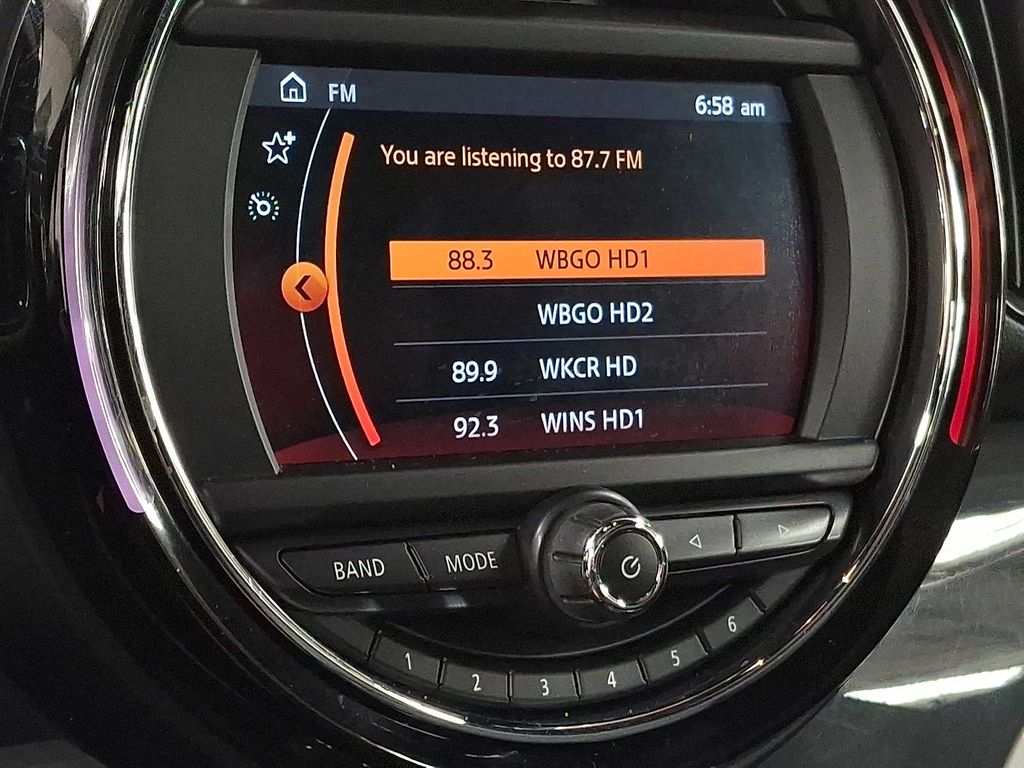 FM
6:58 am
You are listening to 87.7 FM
88.3 WBGO HD1
WBGO HD2
89.9 WKCR HD
92.3 WINS HD1
BAND
MODE
1
2
3
4
5
6